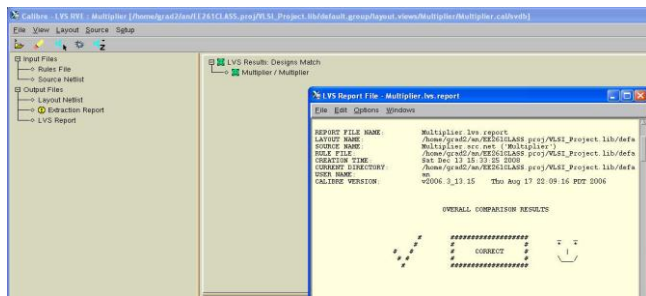 Calibre - LVS RVE : Multiplier [/home/grad2/an/EE261CLASS.proj/VLSI_Project.lib/default.group/layout.views/Multiplier/Multiplier.cal/svdb]
File View Layout Source Setup
Input Files
Rules File
Source Netlist
Output Files
Layout Netlist
Extraction Report
LVS Report
LVS Results: Designs Match
Multiplier / Multiplier
LVS Report File - Multiplier.lvs.report
File Edit Options Windows
REPORT FILE NAME: Multiplier.lvs.report
LAYOUT NAME: /home/grad2/an/EE261CLASS.proj/VLSI_Project.lib/defa
SOURCE NAME: Multiplier.src.net ('Multiplier')
RULE FILE: /home/grad2/an/EE261CLASS.proj/VLSI_Project.lib/defa
CREATION TIME: Sat Dec 13 15:33:25 2008
CURRENT DIRECTORY: /home/grad2/an/EE261CLASS.proj/VLSI_Project.lib/defa
USER NAME: an
CALIBRE VERSION: v2006.3_13.15 Thu Aug 17 22:09:16 PDT 2006
OVERALL COMPARISON RESULTS
CORRECT